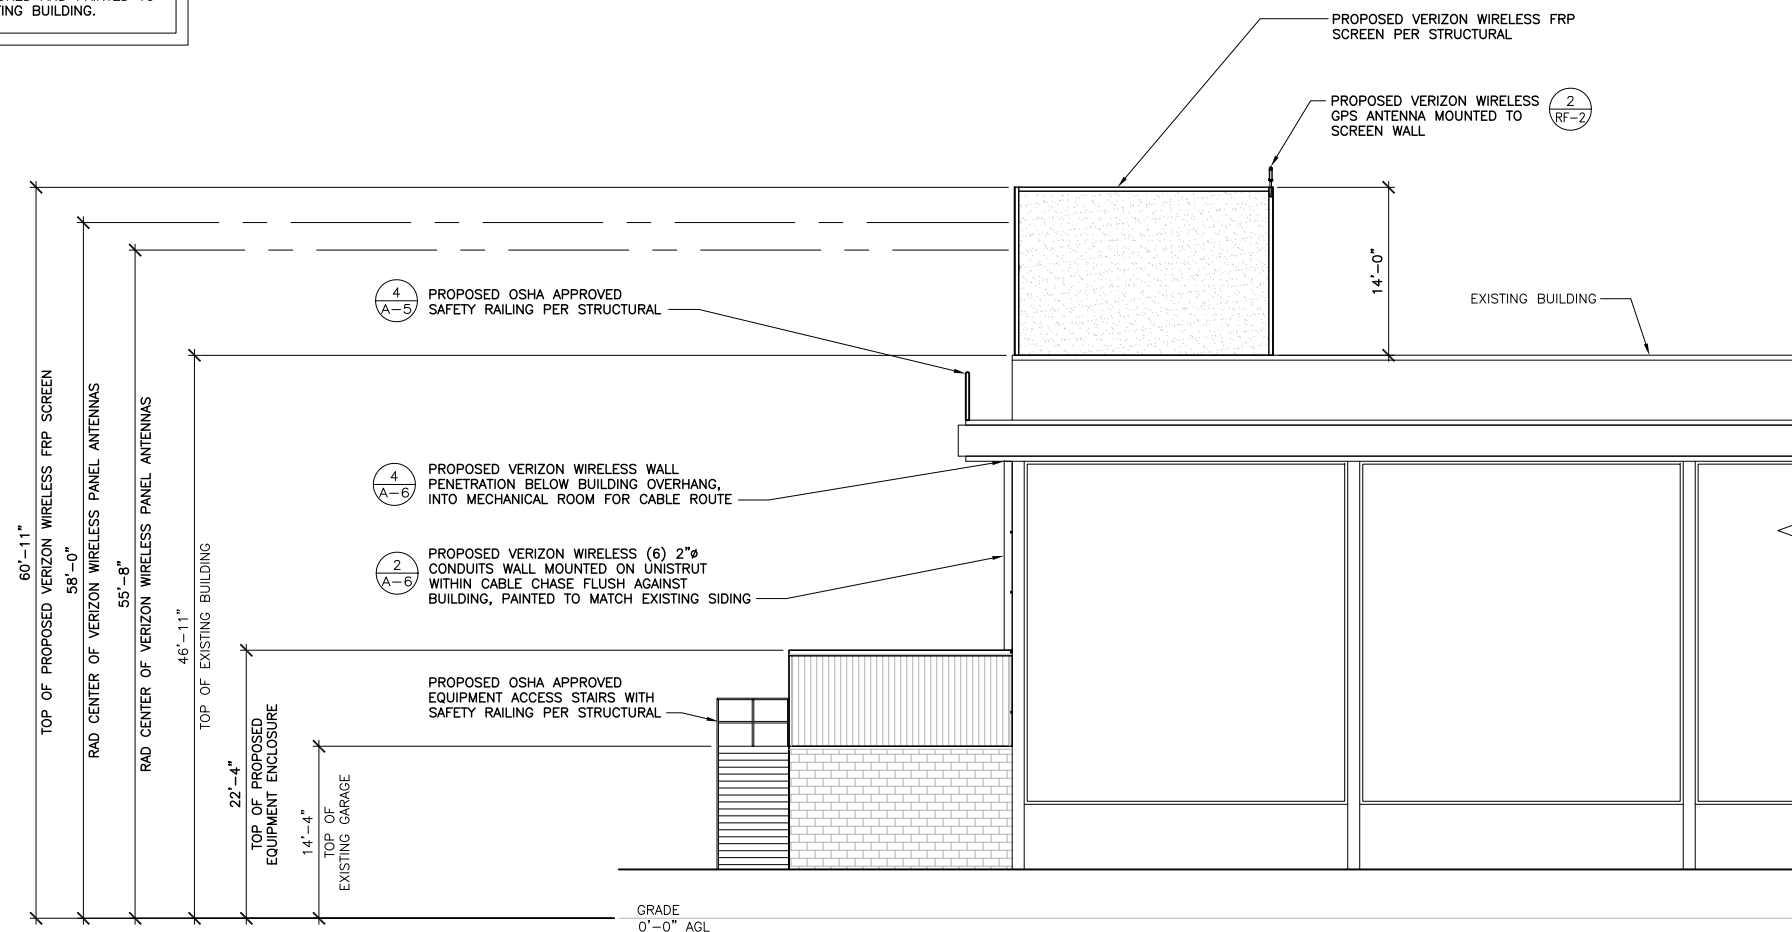 TING BUILDING.
PROPOSED VERIZON WIRELESS FRP
SCREEN PER STRUCTURAL
PROPOSED VERIZON WIRELESS
GPS ANTENNA MOUNTED TO
SCREEN WALL
2
RF-2
14'-0"
EXISTING BUILDING
4
A-5
PROPOSED OSHA APPROVED
SAFETY RAILING PER STRUCTURAL
4
A-6
PROPOSED VERIZON WIRELESS WALL
PENETRATION BELOW BUILDING OVERHANG,
INTO MECHANICAL ROOM FOR CABLE ROUTE
2
A-6
PROPOSED VERIZON WIRELESS (6) 2"ø
CONDUITS WALL MOUNTED ON UNISTRUT
WITHIN CABLE CHASE FLUSH AGAINST
BUILDING, PAINTED TO MATCH EXISTING SIDING
PROPOSED OSHA APPROVED
EQUIPMENT ACCESS STAIRS WITH
SAFETY RAILING PER STRUCTURAL
60'-11"
TOP OF PROPOSED VERIZON WIRELESS FRP SCREEN
58'-0"
RAD CENTER OF VERIZON WIRELESS PANEL ANTENNAS
55'-8"
RAD CENTER OF VERIZON WIRELESS PANEL ANTENNAS
46'-11"
TOP OF EXISTING BUILDING
22'-4"
TOP OF PROPOSED
EQUIPMENT ENCLOSURE
14'-4"
TOP OF
EXISTING GARAGE
GRADE
0'-0" AGL